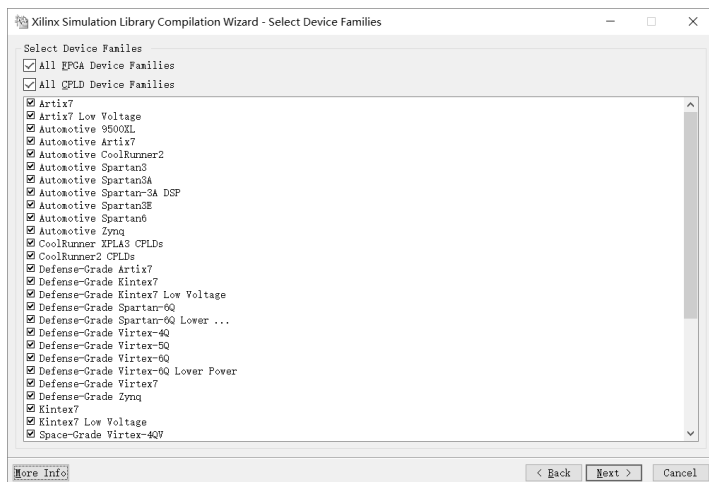 Xilinx Simulation Library Compilation Wizard - Select Device Families
Select Device Familes
All FPGA Device Families
All CPLD Device Families
Artix7
Artix7 Low Voltage
Automotive 9500XL
Automotive Artix7
Automotive CoolRunner2
Automotive Spartan3
Automotive Spartan3A
Automotive Spartan-3A DSP
Automotive Spartan3E
Automotive Spartan6
Automotive Zynq
CoolRunner XPLA3 CPLDs
CoolRunner2 CPLDs
Defense-Grade Artix7
Defense-Grade Kintex7
Defense-Grade Kintex7 Low Voltage
Defense-Grade Spartan-6Q
Defense-Grade Spartan-6Q Lower ...
Defense-Grade Virtex-4Q
Defense-Grade Virtex-5Q
Defense-Grade Virtex-6Q
Defense-Grade Virtex-6Q Lower Power
Defense-Grade Virtex7
Defense-Grade Zynq
Kintex7
Kintex7 Low Voltage
Space-Grade Virtex-4QV
More Info < Back Next > Cancel